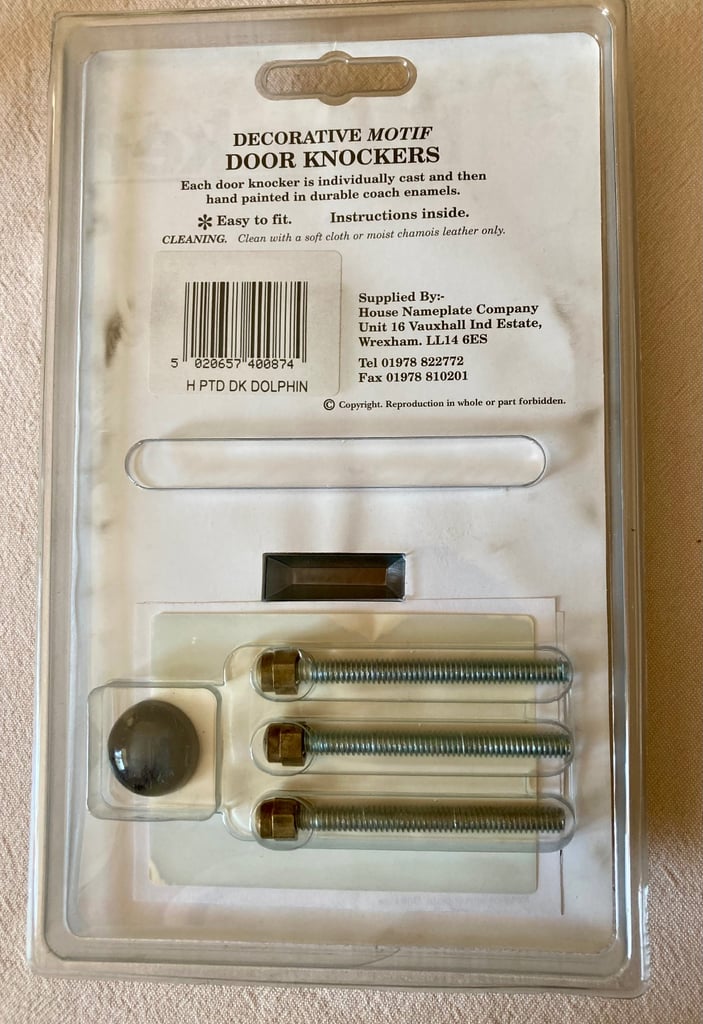 DECORATIVE MOTIF
DOOR KNOCKERS
Each door knocker is individually cast and then
hand painted in durable coach enamels.
* Easy to fit. Instructions inside.
CLEANING. Clean with a soft cloth or moist chamois leather only.
5 020657 400874
H PTD DK DOLPHIN
Supplied By:-
House Nameplate Company
Unit 16 Vauxhall Ind Estate,
Wrexham. LL14 6ES
Tel 01978 822772
Fax 01978 810201
© Copyright. Reproduction in whole or part forbidden.